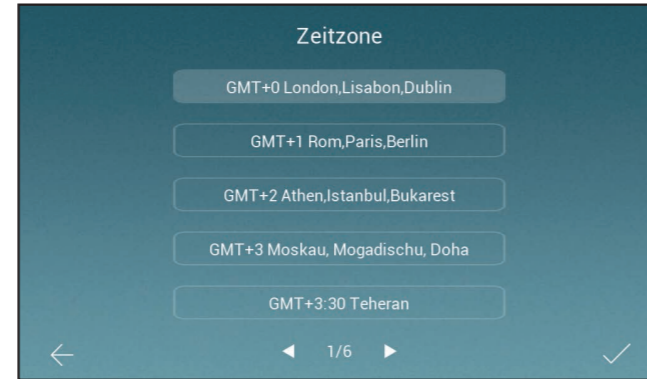 Zeitzone
GMT+0 London,Lisabon,Dublin
GMT+1 Rom,Paris,Berlin
GMT+2 Athen,Istanbul,Bukarest
GMT+3 Moskau, Mogadischu, Doha
GMT+3:30 Teheran
1/6